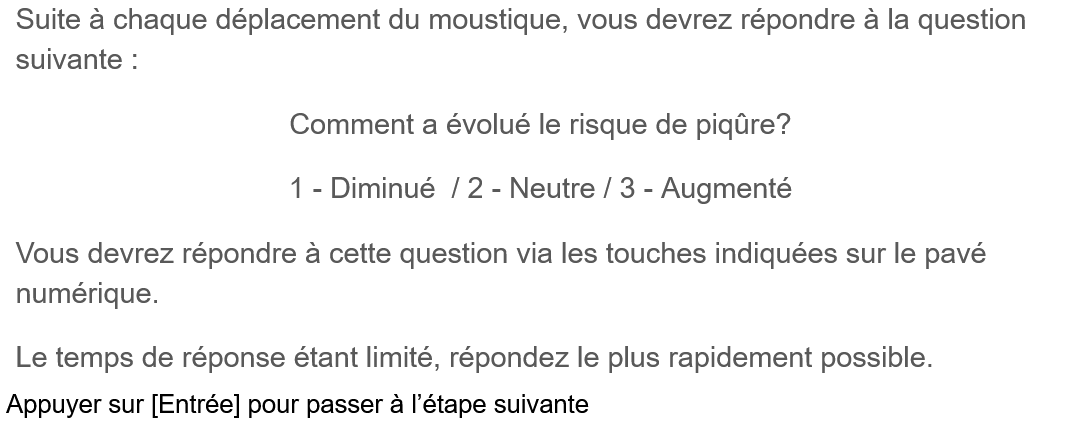 Suite à chaque déplacement du moustique, vous devrez répondre à la question
suivante :
Comment a évolué le risque de piqûre?
1 - Diminué  / 2 - Neutre / 3 - Augmenté
Vous devrez répondre à cette question via les touches indiquées sur le pavé
numérique.
Le temps de réponse étant limité, répondez le plus rapidement possible.
Appuyer sur [Entrée] pour passer à l’étape suivante